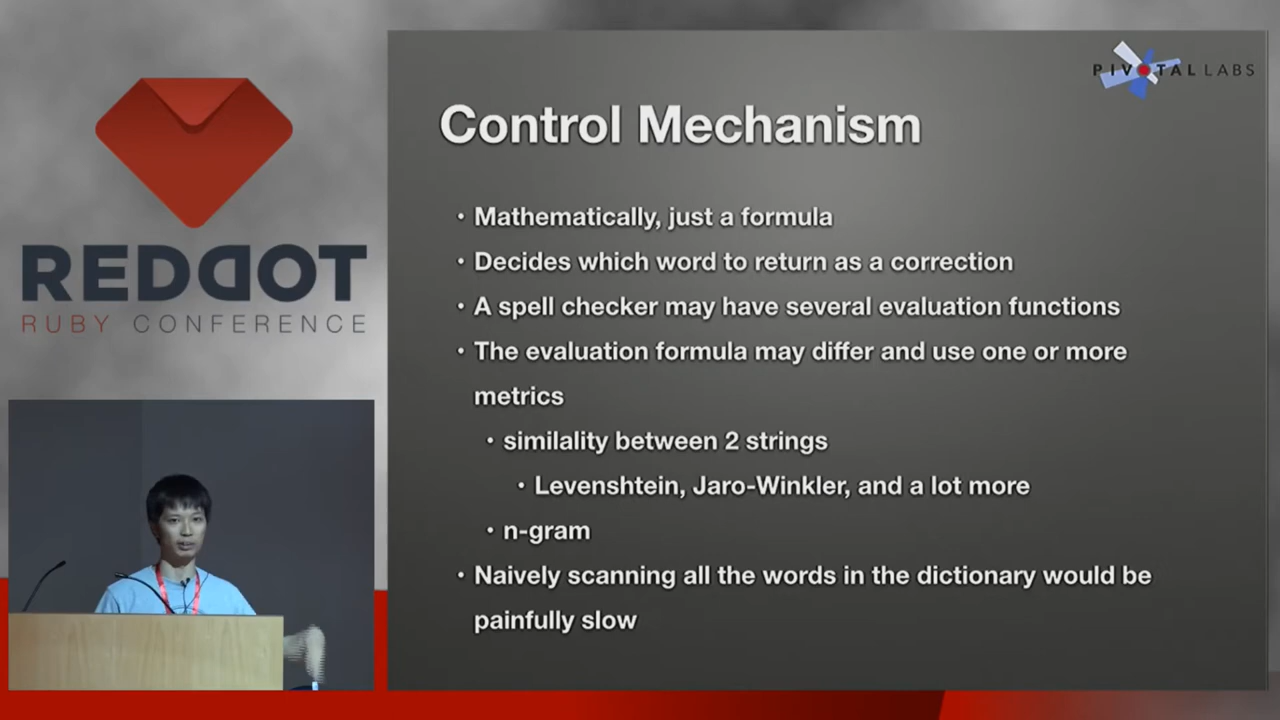 PIVOTAL LABS
REDDOT
RUBY CONFERENCE
Control Mechanism
• Mathematically, just a formula
• Decides which word to return as a correction
• A spell checker may have several evaluation functions
• The evaluation formula may differ and use one or more
metrics
• similality between 2 strings
• Levenshtein, Jaro-Winkler, and a lot more
• n-gram
• Naively scanning all the words in the dictionary would be
painfully slow